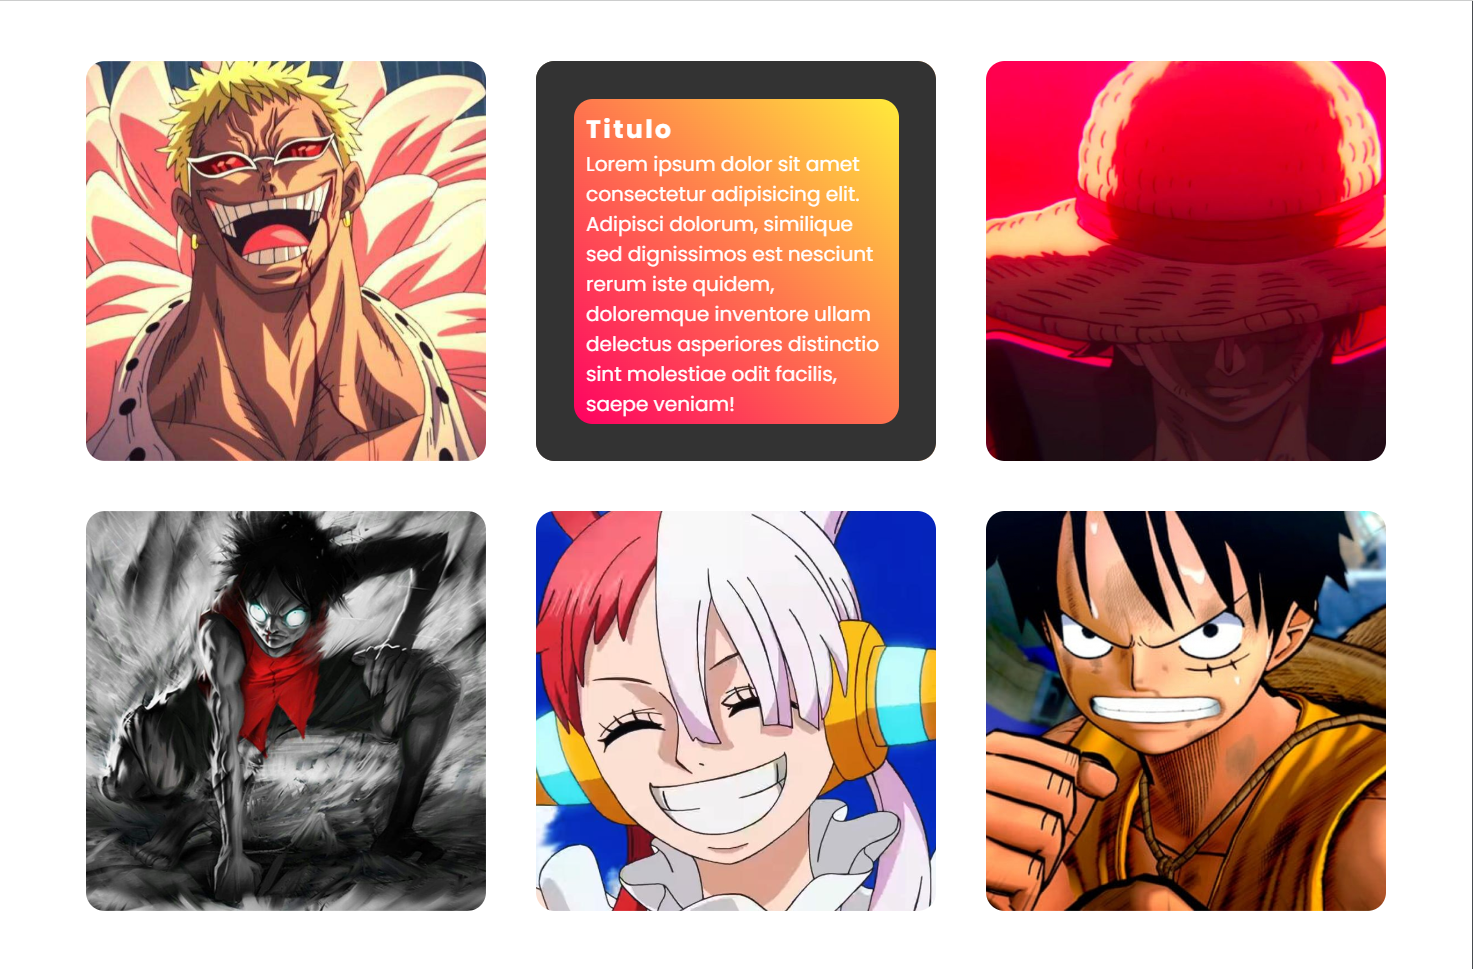 Titulo
Lorem ipsum dolor sit amet
consectetur adipisicing elit.
Adipisci dolorum, similique
sed dignissimos est nesciunt
rerum iste quidem,
doloremque inventore ullam
delectus asperiores distinctio
sint molestiae odit facilis,
saepe veniam!